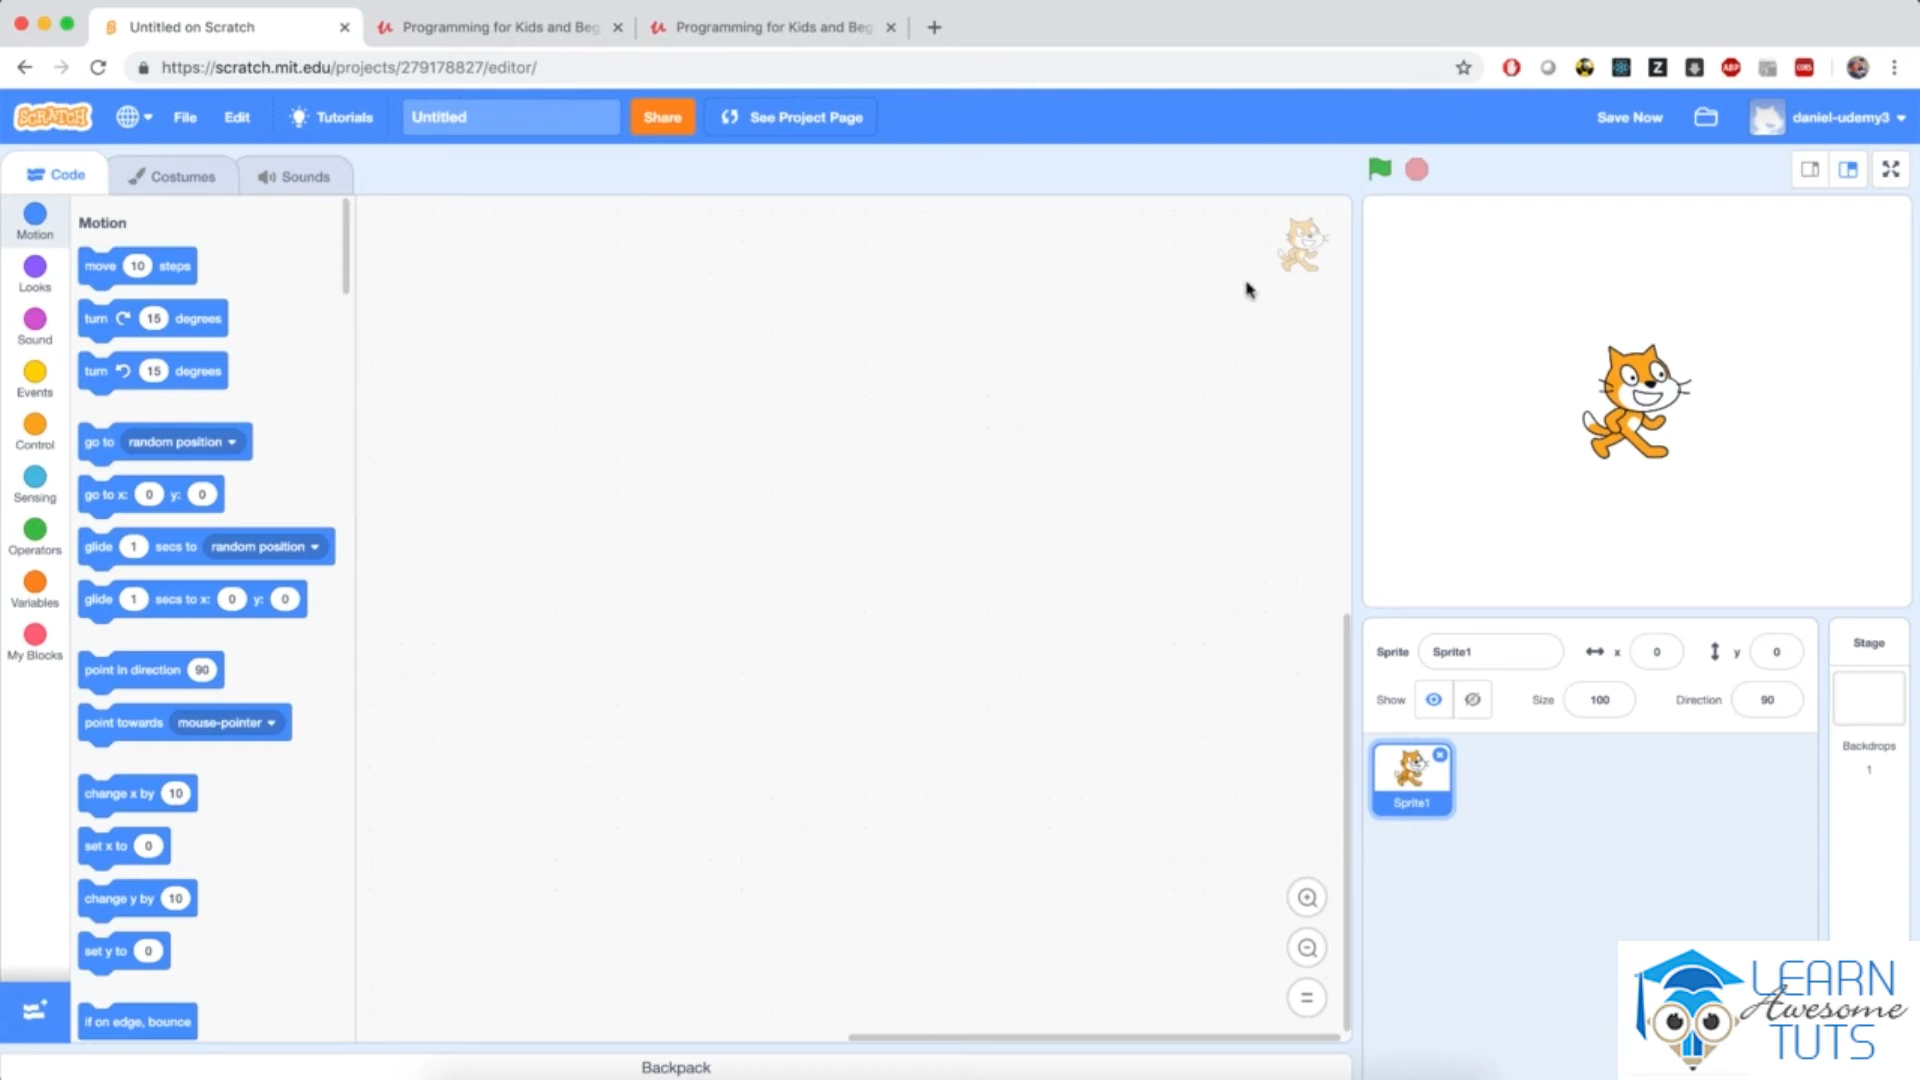 Untitled on Scratch
Programming for Kids and Beg
Programming for Kids and Beg
https://scratch.mit.edu/projects/279178827/editor/
ABP
CORS
SCRATCH
File
Edit
Tutorials
Untitled
Share
See Project Page
Save Now
daniel-udemy3
Code
Costumes
Sounds
Motion
Looks
Sound
Events
Control
Sensing
Operators
Variables
My Blocks
Motion
move 10 steps
turn 15 degrees
turn 15 degrees
go to random position
go to x: 0 y: 0
glide 1 secs to random position
glide 1 secs to x: 0 y: 0
point in direction 90
point towards mouse-pointer
change x by 10
set x to 0
change y by 10
set y to 0
if on edge, bounce
Backpack
Sprite Sprite1 x 0 y 0
Show Size 100 Direction 90
Sprite1
Stage
Backdrops
1
LEARN
Awesome
TUTS